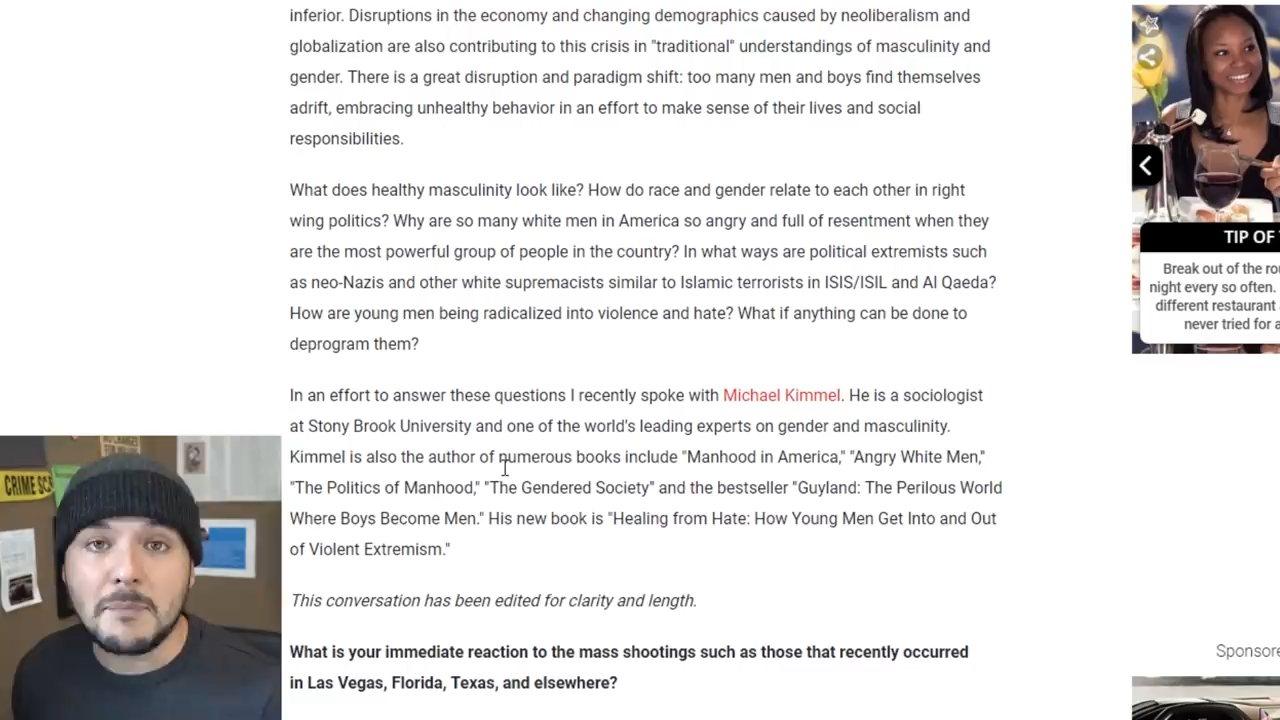 inferior. Disruptions in the economy and changing demographics caused by neoliberalism and
globalization are also contributing to this crisis in "traditional" understandings of masculinity and
gender. There is a great disruption and paradigm shift: too many men and boys find themselves
adrift, embracing unhealthy behavior in an effort to make sense of their lives and social
responsibilities.
What does healthy masculinity look like? How do race and gender relate to each other in right
wing politics? Why are so many white men in America so angry and full of resentment when they
are the most powerful group of people in the country? In what ways are political extremists such
as neo-Nazis and other white supremacists similar to Islamic terrorists in ISIS/ISIL and Al Qaeda?
How are young men being radicalized into violence and hate? What if anything can be done to
deprogram them?
In an effort to answer these questions I recently spoke with Michael Kimmel. He is a sociologist
at Stony Brook University and one of the world's leading experts on gender and masculinity.
Kimmel is also the author of numerous books include "Manhood in America," "Angry White Men,"
"The Politics of Manhood," "The Gendered Society" and the bestseller "Guyland: The Perilous World
Where Boys Become Men." His new book is "Healing from Hate: How Young Men Get Into and Out
of Violent Extremism."
This conversation has been edited for clarity and length.
What is your immediate reaction to the mass shootings such as those that recently occurred
in Las Vegas, Florida, Texas, and elsewhere?
TIP OF
Break out of the
night every so often.
different restaurant
never tried for
Sponsore
CRIME SC